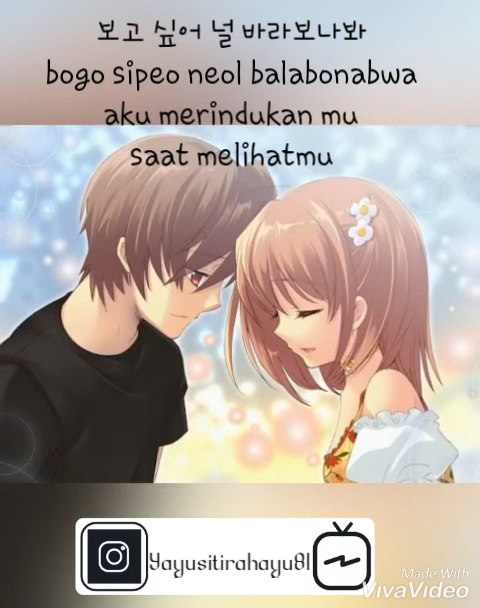 보고 싶어 널 바라보나봐
bogo sipeo neol balabonabwa
aku merindukan mu
saat melihatmu
Yayusitirahayu81
Made With
VivaVideo